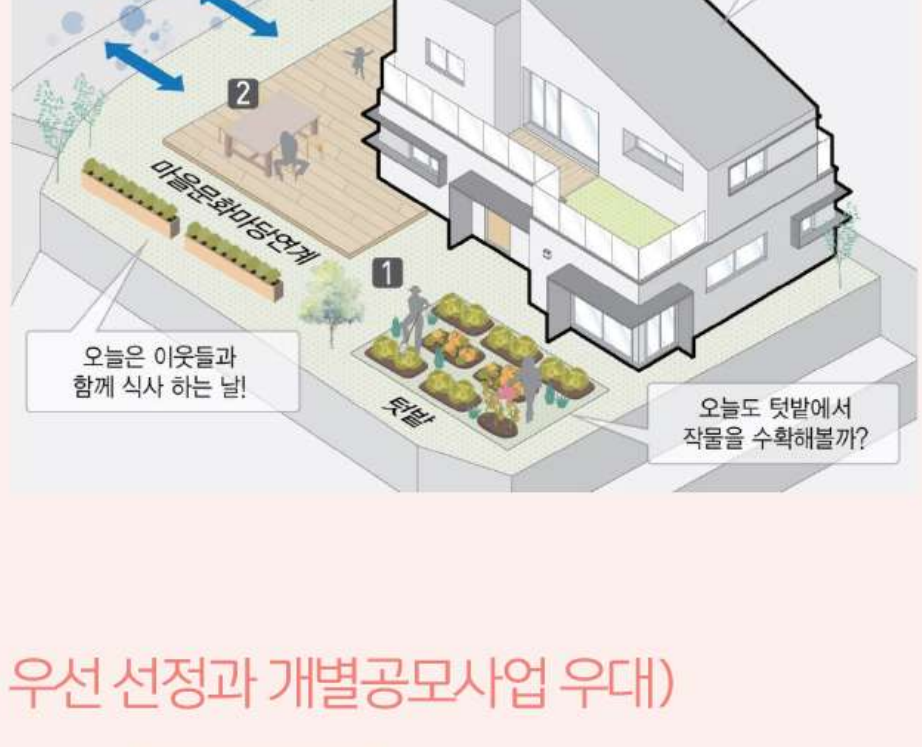 2
마을문화마당연계
1
오늘은 이웃들과
함께 식사 하는 날!
텃밭
오늘도 텃밭에서
작물을 수확해볼까?
우선 선정과 개별공모사업 우대)